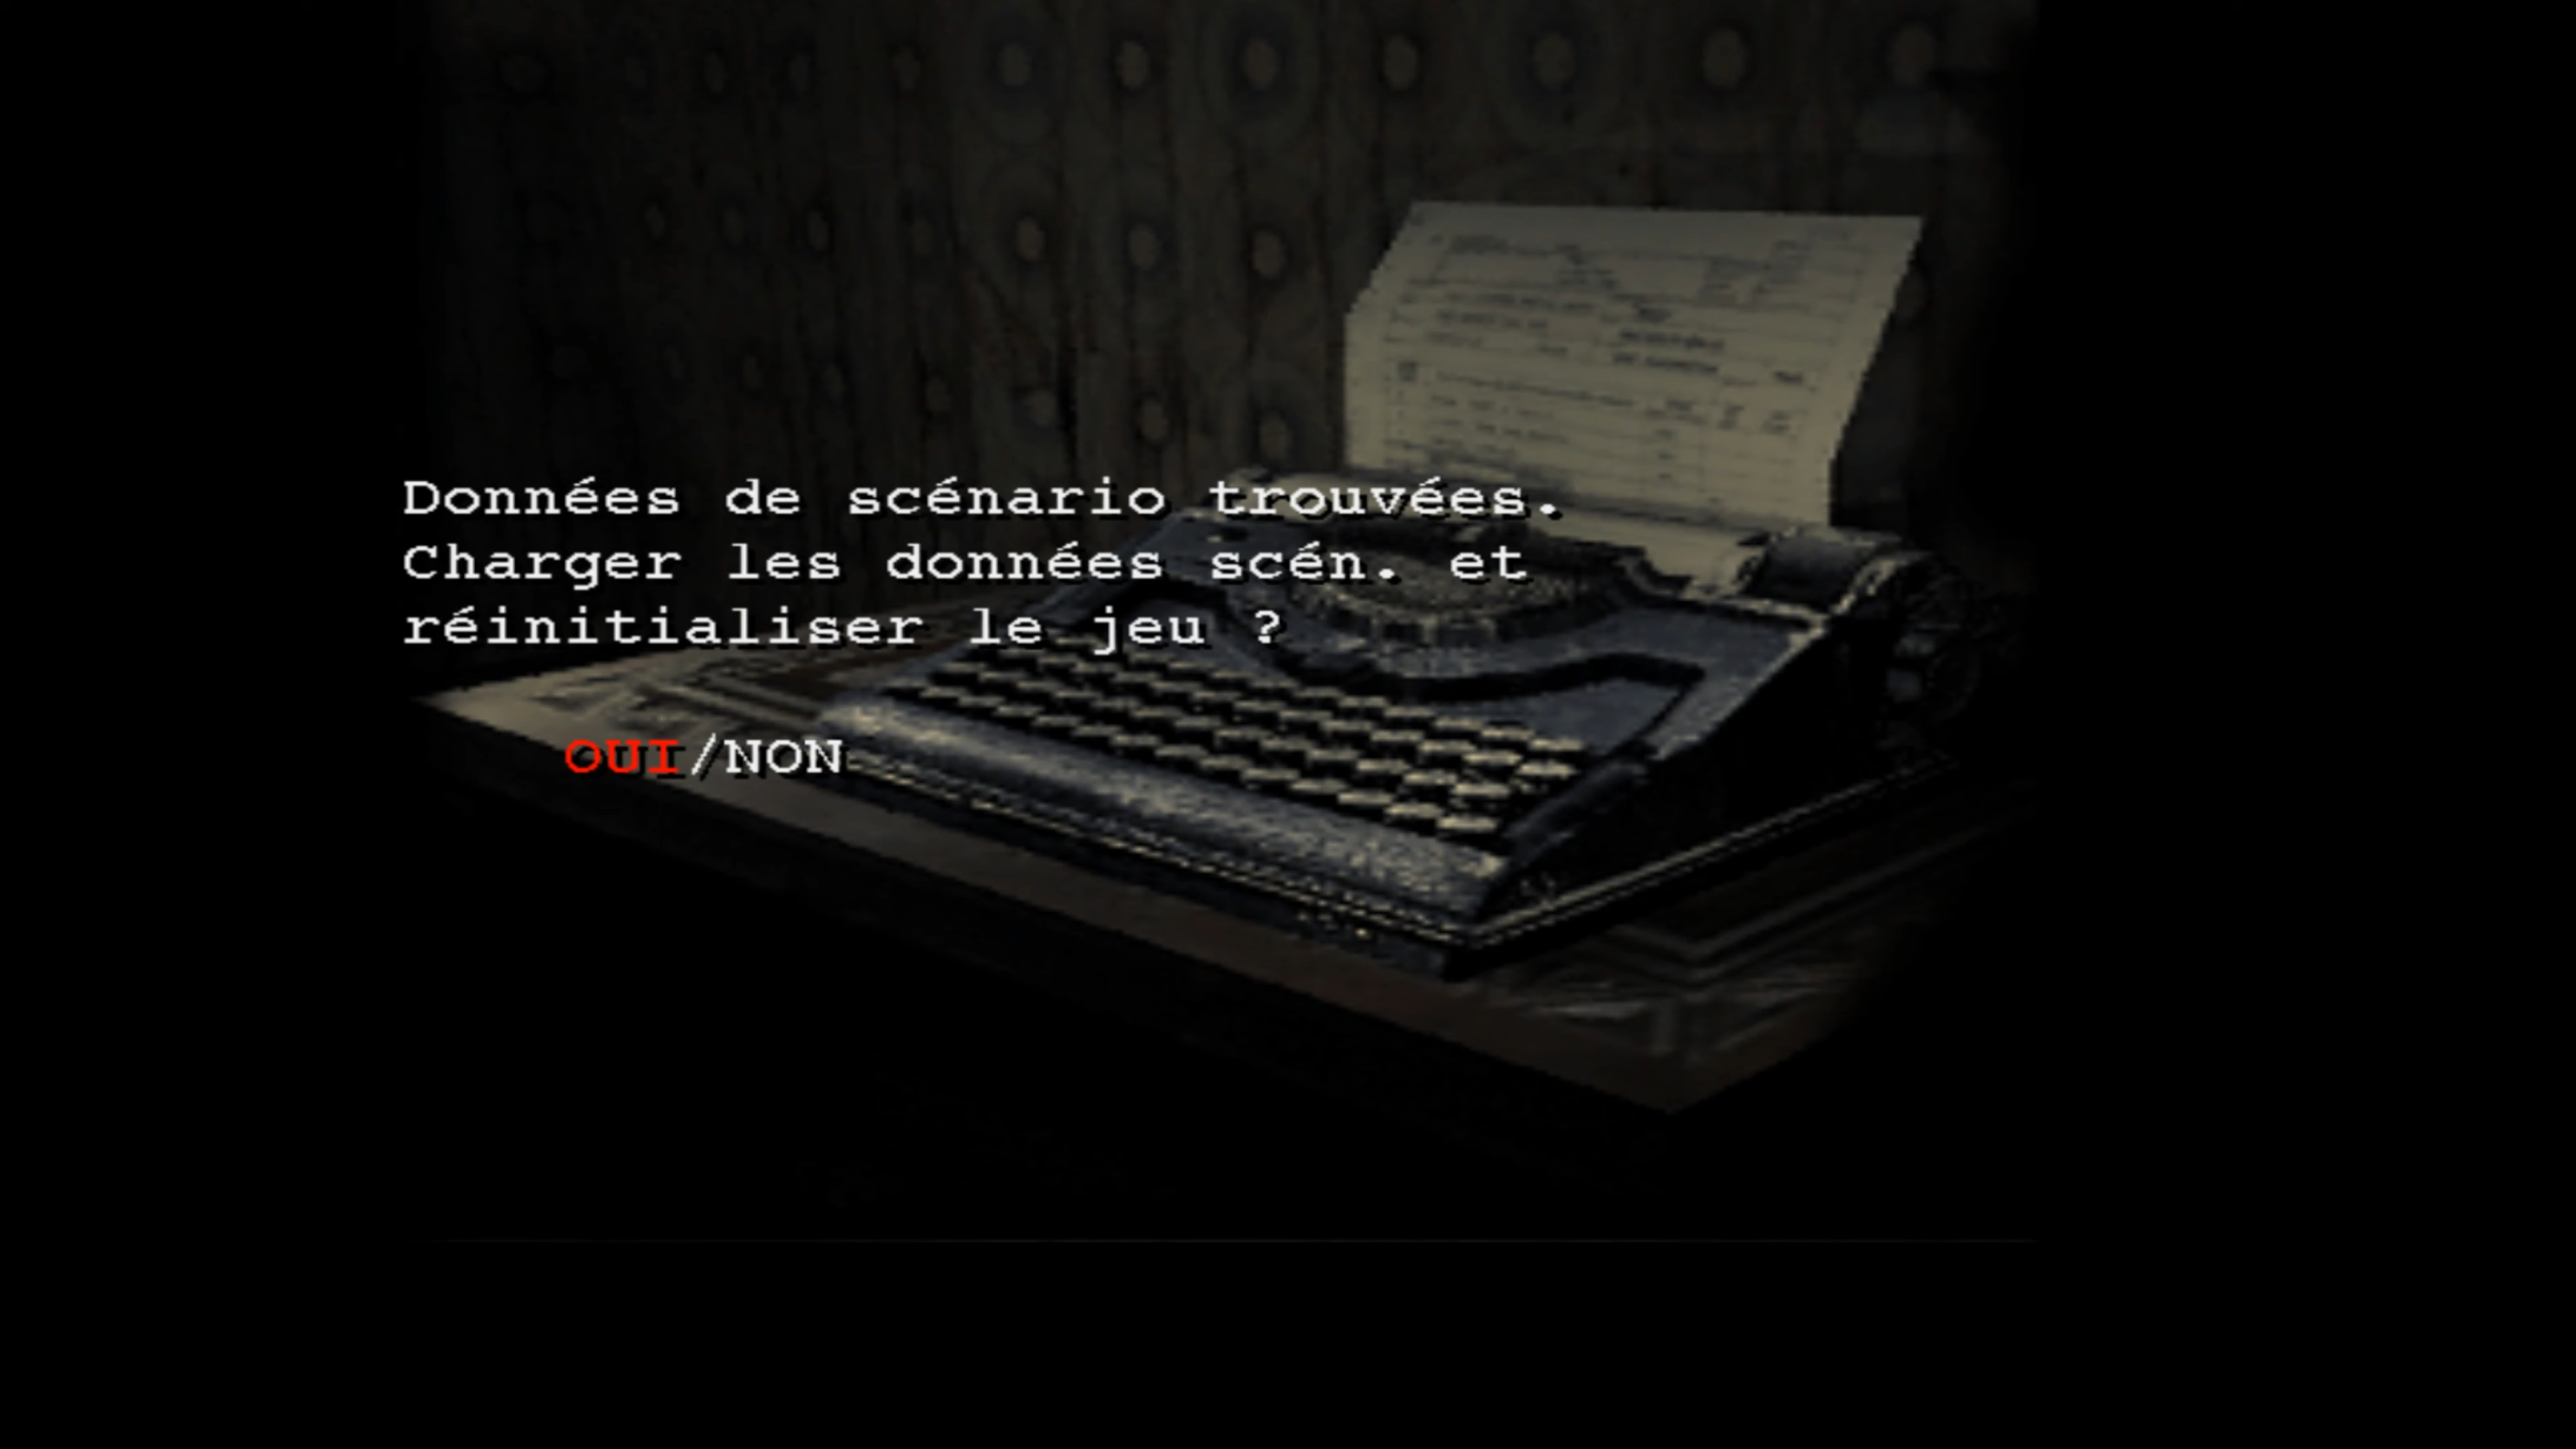 Données de scénario trouvées.
Charger les données scén. et
réinitialiser le jeu ?
OUI/NON